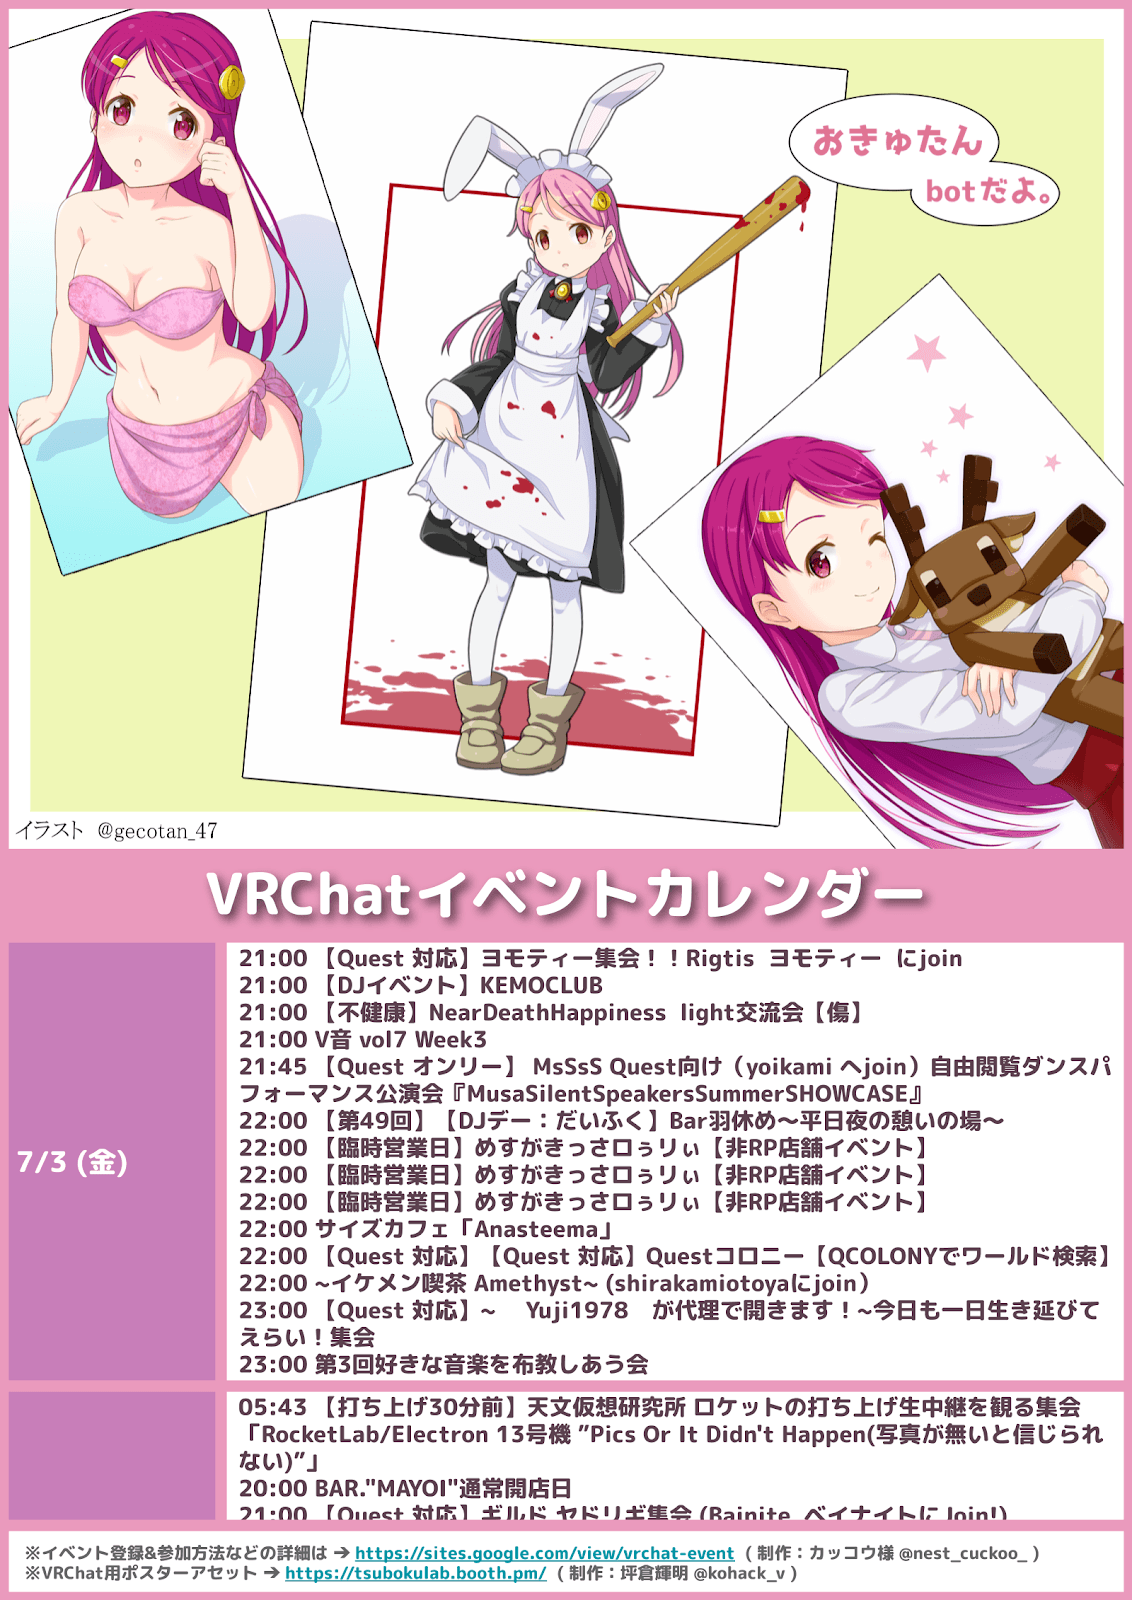 おきゅたん
botだよ。
イラスト @gecotan_47
VRChatイベントカレンダー
7/3 (金)
21:00 【Quest 対応】ヨモティー集会！！Rigtis ヨモティー にjoin
21:00 【DJイベント】KEMOCLUB
21:00 【不健康】NearDeathHappiness light交流会【傷】
21:00 V音 vol7 Week3
21:45 【Quest オンリー】 MsSsS Quest向け（yoikami へjoin）自由閲覧ダンスパ
フォーマンス公演会『MusaSilentSpeakersSummerSHOWCASE』
22:00 【第49回】【DJデー：だいふく】Bar羽休め～平日夜の憩いの場～
22:00 【臨時営業日】めすがきっさロぅリぃ【非RP店舗イベント】
22:00 【臨時営業日】めすがきっさロぅリぃ【非RP店舗イベント】
22:00 【臨時営業日】めすがきっさロぅリぃ【非RP店舗イベント】
22:00 サイズカフェ「Anasteema」
22:00 【Quest 対応】【Quest 対応】Questコロニー【QCOLONYでワールド検索】
22:00 ~イケメン喫茶 Amethyst~ (shirakamiotoyaにjoin）
23:00 【Quest 対応】~ Yuji1978 が代理で開きます！~今日も一日生き延びて
えらい！集会
23:00 第3回好きな音楽を布教しあう会
05:43 【打ち上げ30分前】天文仮想研究所 ロケットの打ち上げ生中継を観る集会
「RocketLab/Electron 13号機 ”Pics Or It Didn't Happen(写真が無いと信じられ
ない)”」
20:00 BAR."MAYOI"通常開店日
21:00 【Quest 対応】ギルド ヤドリギ集会 (Bainite_ベイナイトに Join!)
※イベント登録&参加方法などの詳細は ➔ https://sites.google.com/view/vrchat-event ( 制作：カッコウ様 @nest_cuckoo_ )
※VRChat用ポスターアセット ➔ https://tsubokulab.booth.pm/ ( 制作：坪倉輝明 @kohack_v )